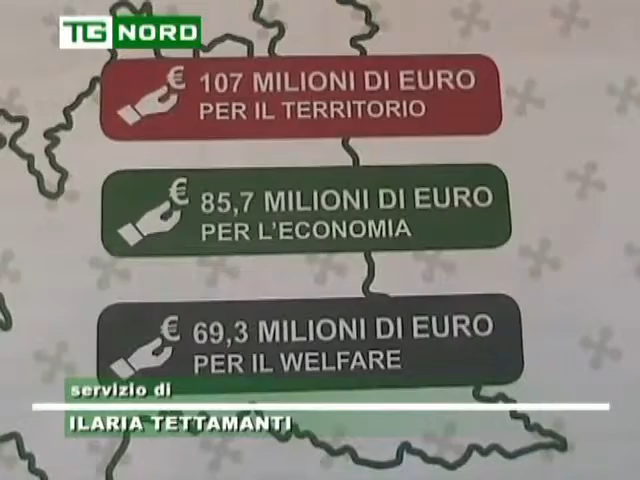 TG NORD
€ 107 MILIONI DI EURO
PER IL TERRITORIO
€ 85,7 MILIONI DI EURO
PER L'ECONOMIA
€ 69,3 MILIONI DI EURO
PER IL WELFARE
servizio di
ILARIA TETTAMANTI